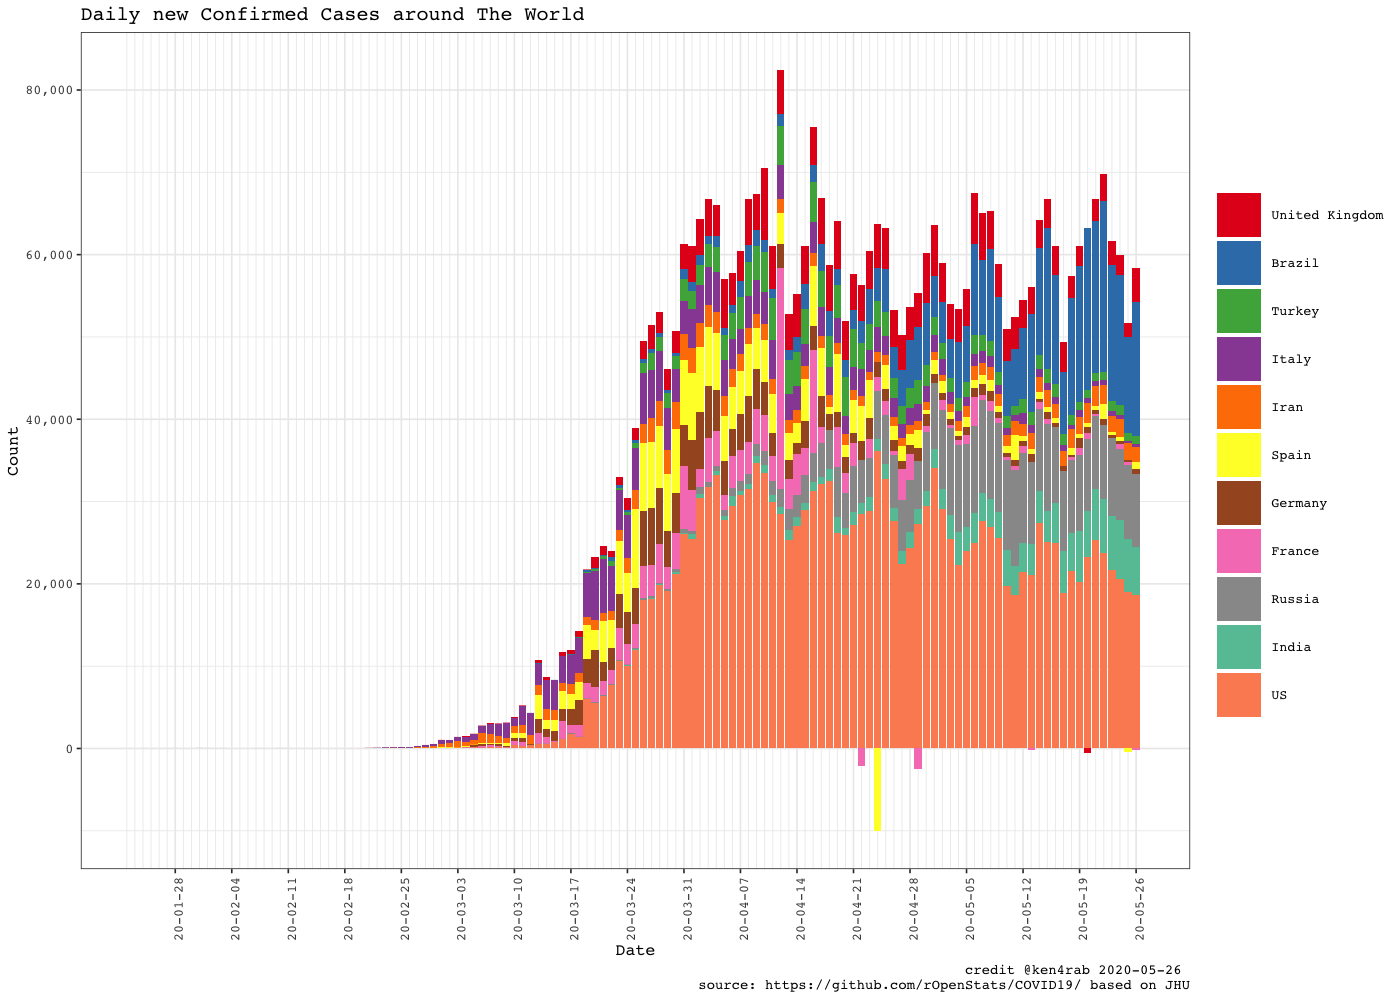 Daily new Confirmed Cases around The World
Count
80,000
60,000
40,000
20,000
0
20-01-28
20-02-04
20-02-11
20-02-18
20-02-25
20-03-03
20-03-10
20-03-17
20-03-24
20-03-31
20-04-07
20-04-14
20-04-21
20-04-28
20-05-05
20-05-12
20-05-19
20-05-26
Date
United Kingdom
Brazil
Turkey
Italy
Iran
Spain
Germany
France
Russia
India
US
credit @ken4rab 2020-05-26
source: https://github.com/rOpenStats/COVID19/ based on JHU